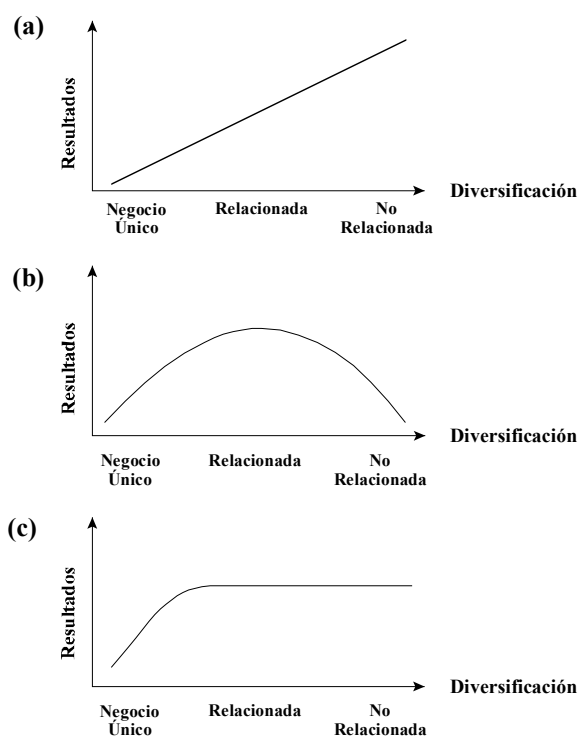 (a)
Resultados
Diversificación
Negocio Relacionada No
Único Relacionada
(b)
Resultados
Diversificación
Negocio Relacionada No
Único Relacionada
(c)
Resultados
Diversificación
Negocio Relacionada No
Único Relacionada